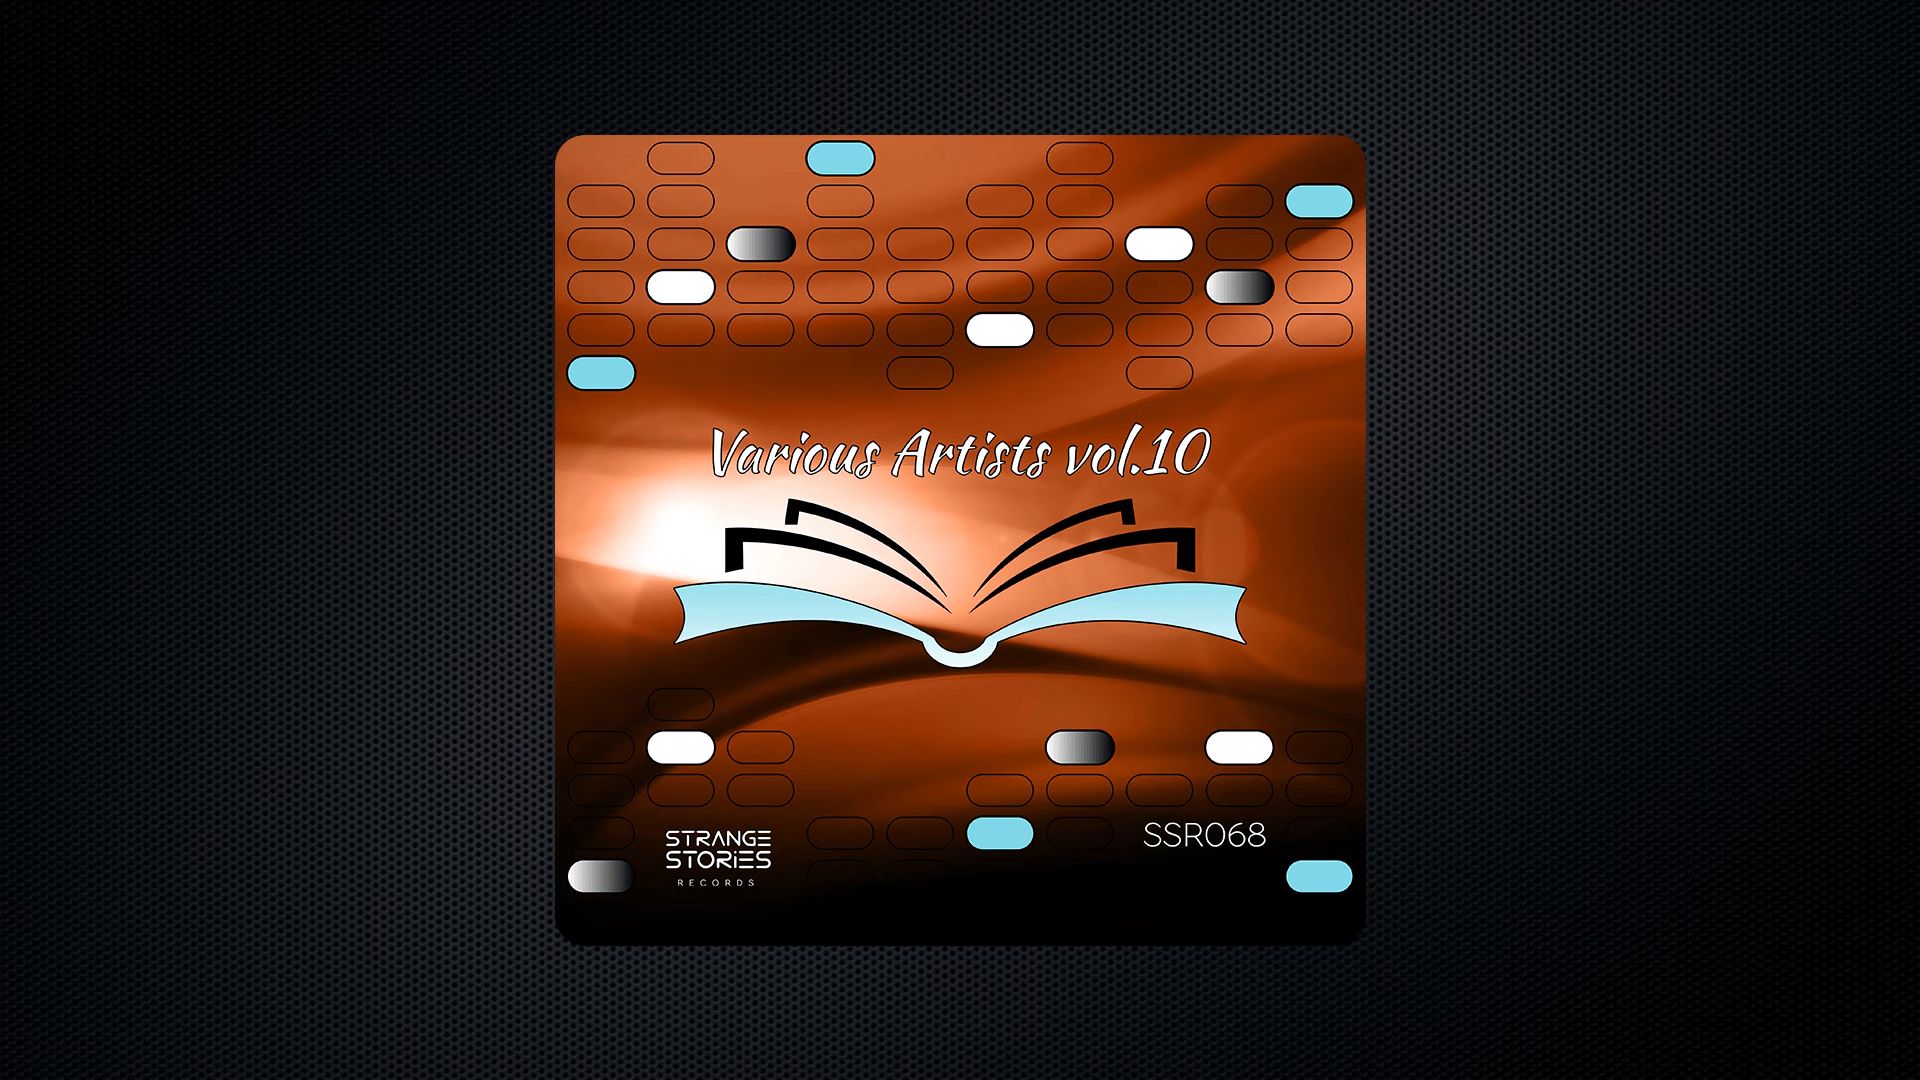 Various Artists vol.10
STRANGE
STORiES
RECORDS
SSR068